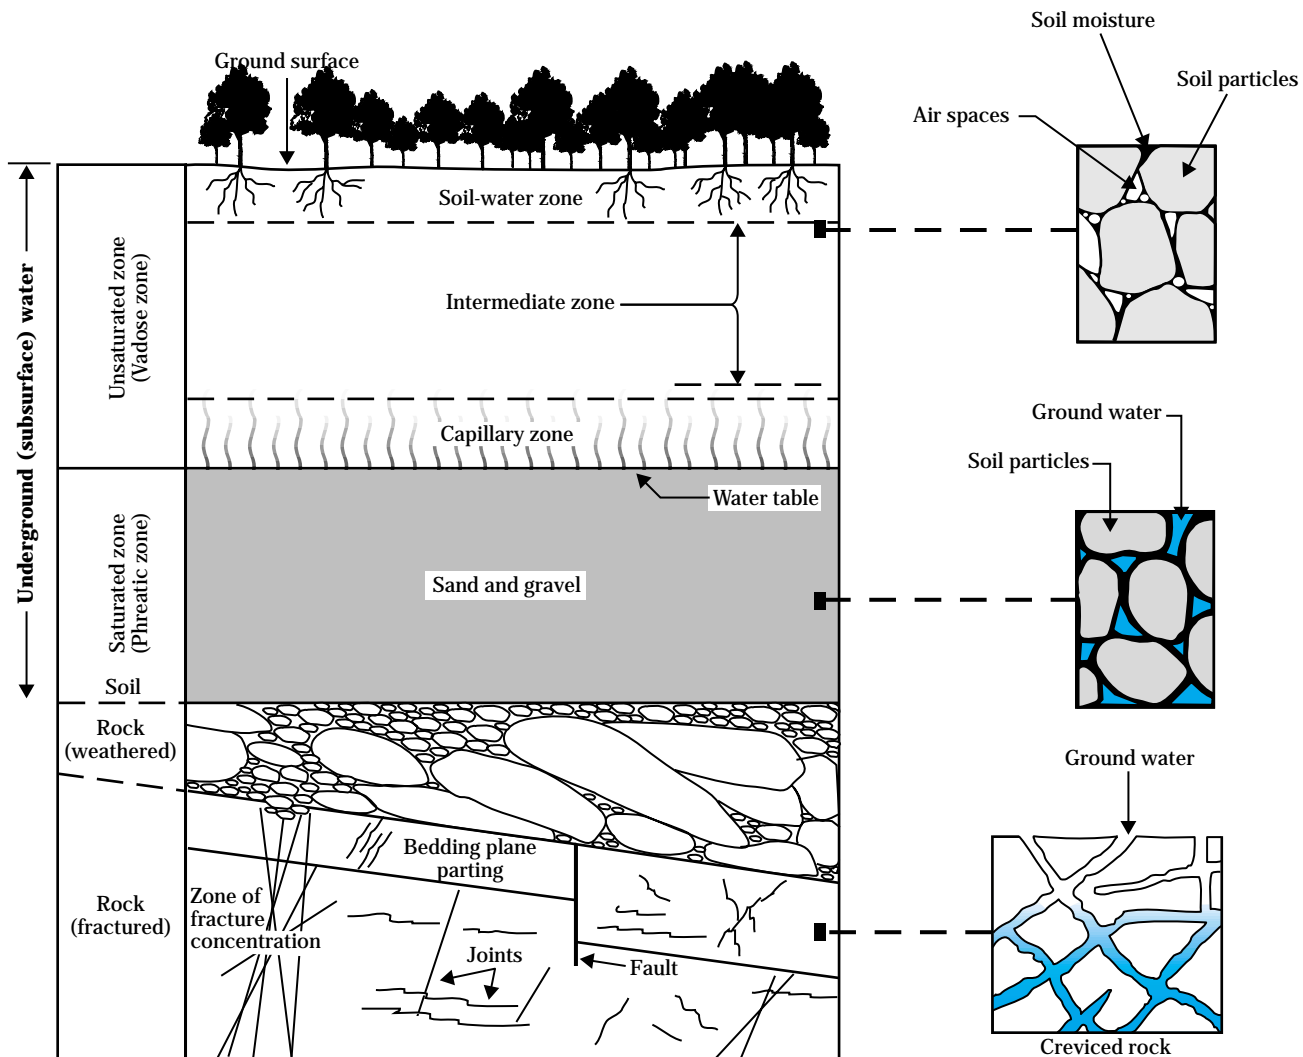 Soil moisture
Ground surface
Soil particles
Air spaces
Soil-water zone
Underground (subsurface) water
Unsaturated zone
(Vadose zone)
Intermediate zone
Capillary zone
Ground water
Soil particles
Water table
Saturated zone
(Phreatic zone)
Sand and gravel
Soil
Rock
(weathered)
Ground water
Bedding plane
parting
Rock
(fractured)
Zone of
fracture
concentration
Joints
Fault
Creviced rock